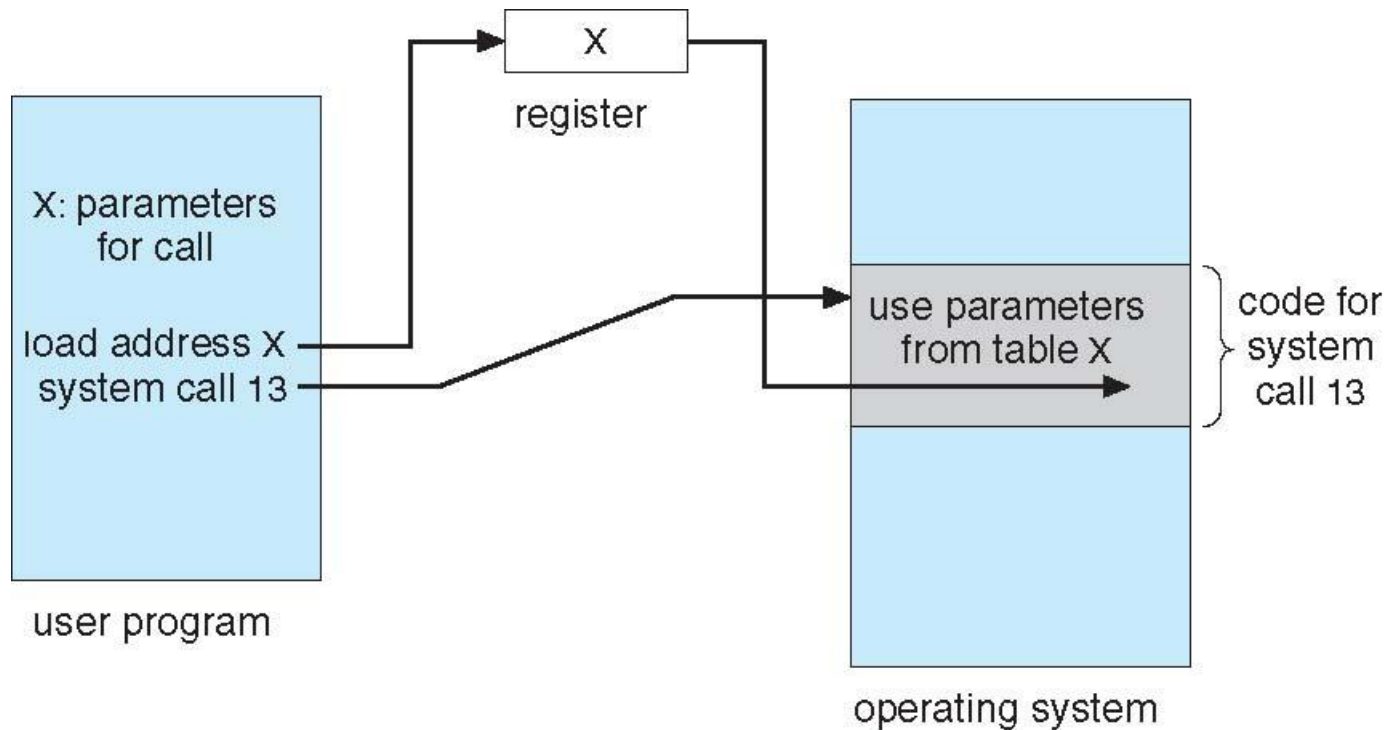 X
register
X: parameters
for call
load address X
system call 13
use parameters
from table X
code for
system
call 13
user program
operating system